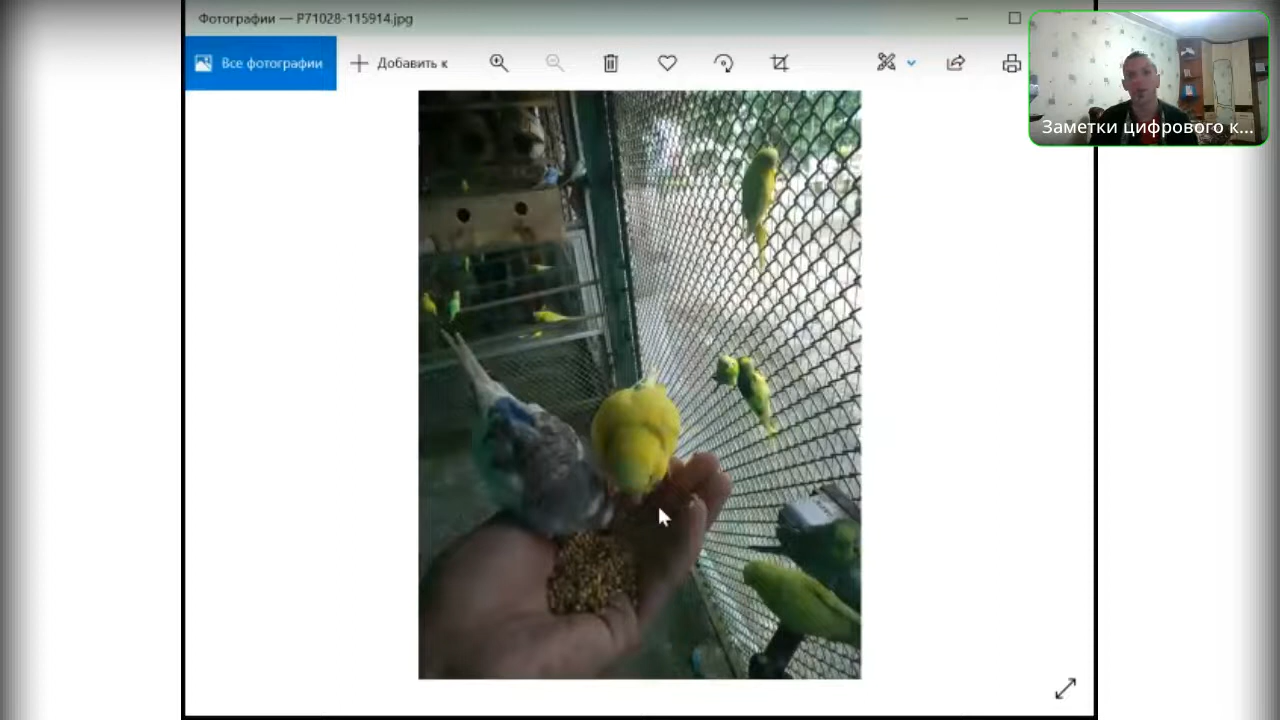 Фотографии — P71028-115914.jpg
Все фотографии
Добавить к
Заметки цифрового к...